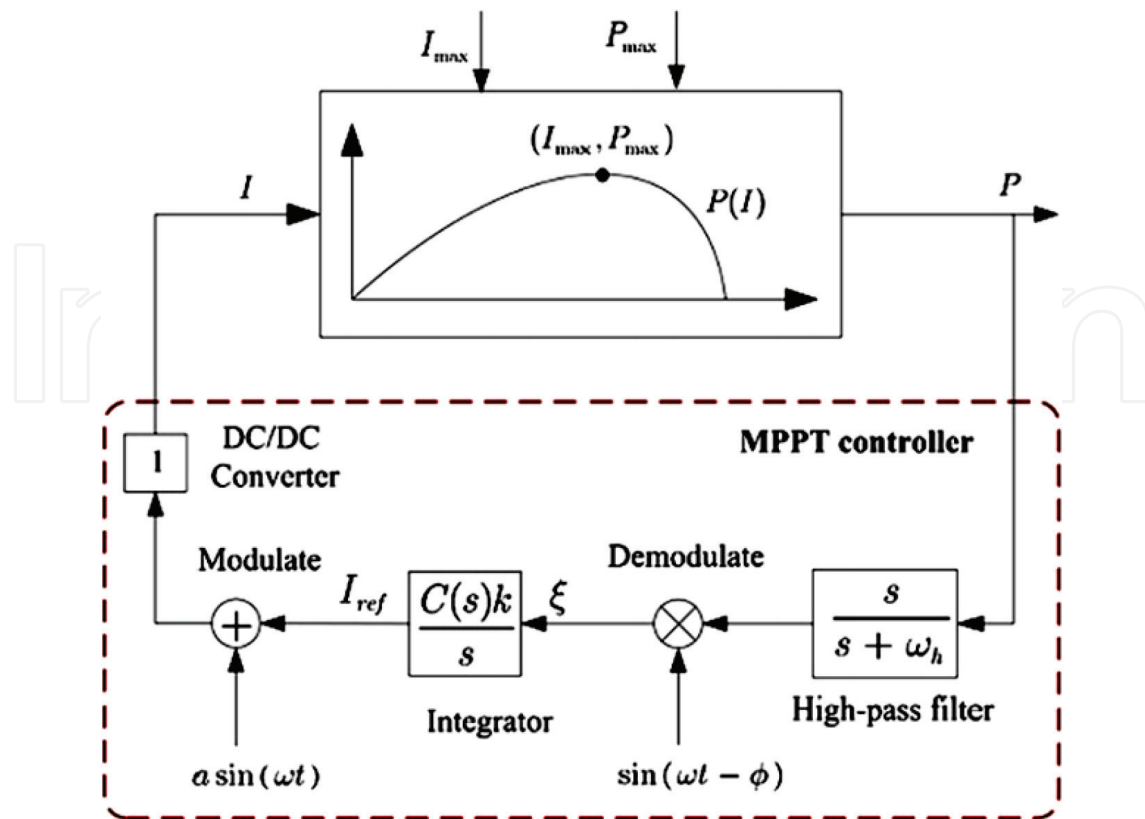 I_max
P_max
(I_max, P_max)
I
P(I)
P
MPPT controller
1
DC/DC
Converter
Modulate
I_ref
C(s)k
s
ξ
Demodulate
s
s + ω_h
+
×
Integrator
High-pass filter
a sin(ωt)
sin(ωt − ϕ)